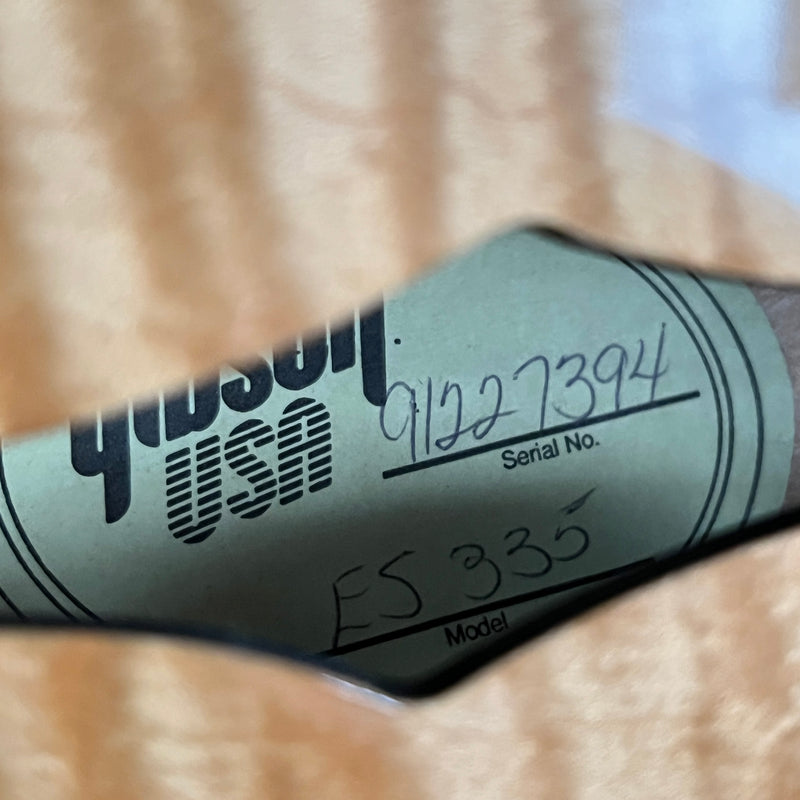 Gibson
USA
91227394
Serial No.
ES 335
Model